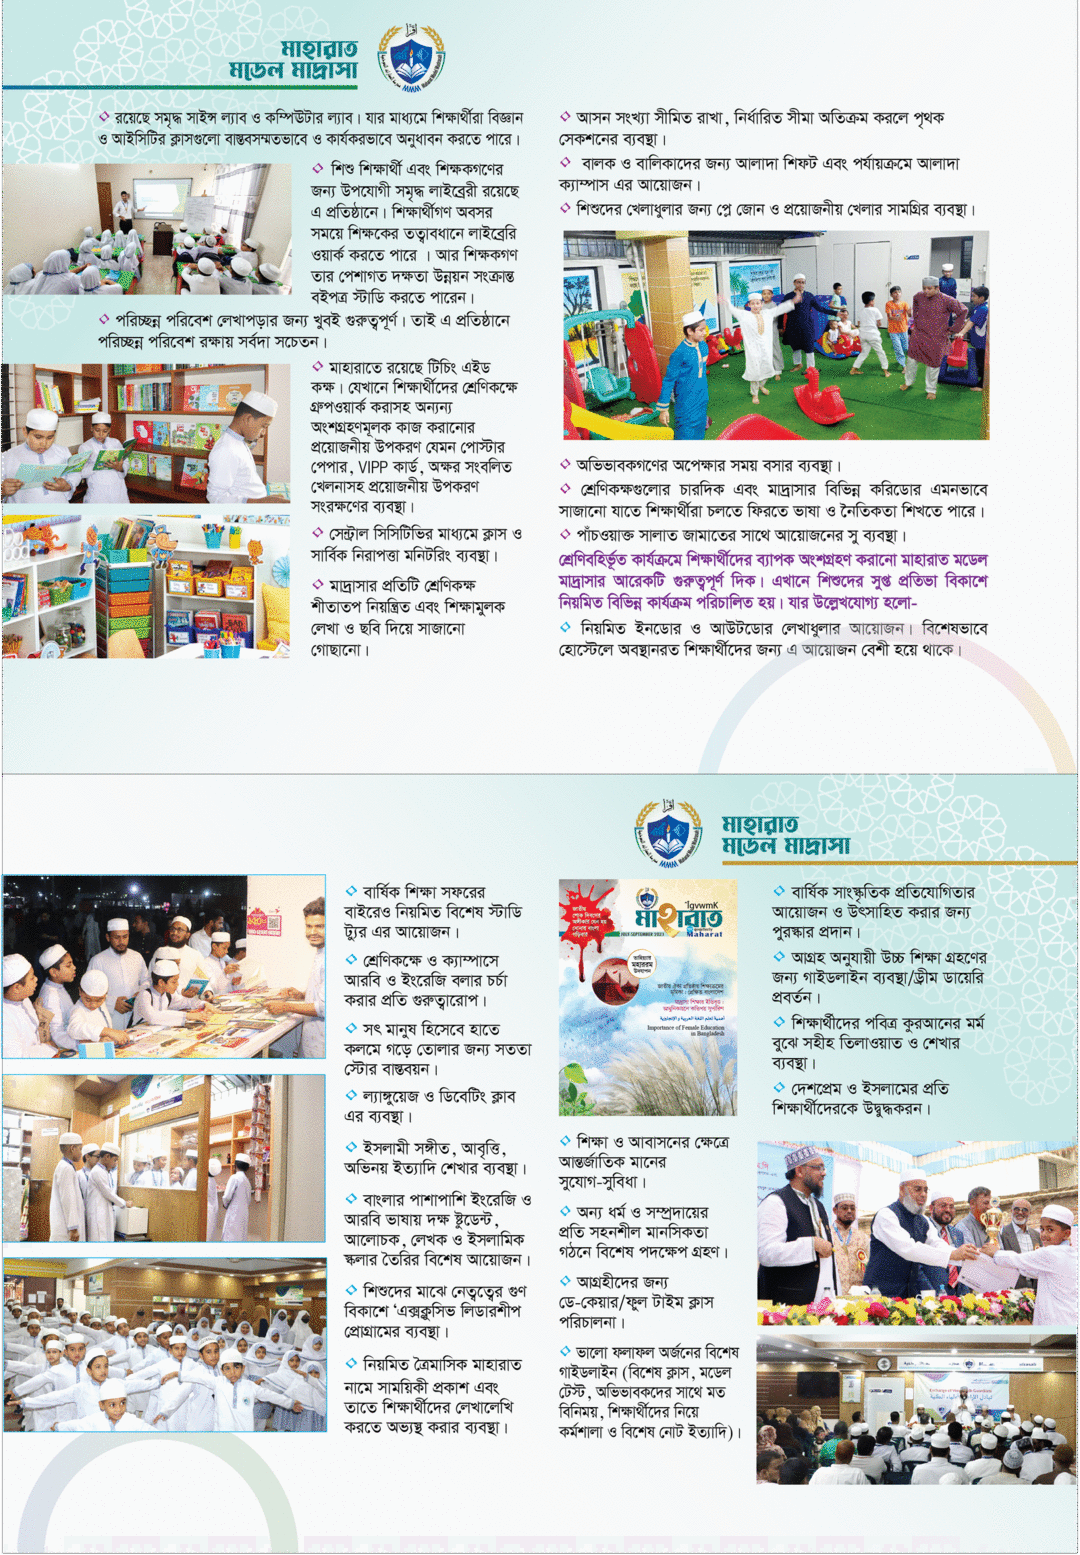 মাহারাত
মডেল মাদ্রাসা
❖ রয়েছে সমৃদ্ধ সাইন্স ল্যাব ও কম্পিউটার ল্যাব। যার মাধ্যমে শিক্ষার্থীরা বিজ্ঞান
ও আইসিটির ক্লাসগুলো বাস্তবসম্মতভাবে ও কার্যকরভাবে অনুধাবন করতে পারে।
❖ শিশু শিক্ষার্থী এবং শিক্ষকগণের
জন্য উপযোগী সমৃদ্ধ লাইব্রেরী রয়েছে
এ প্রতিষ্ঠানে। শিক্ষার্থীগণ অবসর
সময়ে শিক্ষকের তত্বাবধানে লাইব্রেরি
ওয়ার্ক করতে পারে । আর শিক্ষকগণ
তার পেশাগত দক্ষতা উন্নয়ন সংক্রান্ত
বইপত্র স্টাডি করতে পারেন।
❖ পরিচ্ছন্ন পরিবেশ লেখাপড়ার জন্য খুবই গুরুত্বপূর্ণ। তাই এ প্রতিষ্ঠানে
পরিচ্ছন্ন পরিবেশ রক্ষায় সর্বদা সচেতন।
❖ মাহারাতে রয়েছে টিচিং এইড
কক্ষ। যেখানে শিক্ষার্থীদের শ্রেণিকক্ষে
গ্রুপওয়ার্ক করাসহ অন্যন্য
অংশগ্রহণমূলক কাজ করানোর
প্রয়োজনীয় উপকরণ যেমন পোস্টার
পেপার, VIPP কার্ড, অক্ষর সংবলিত
খেলনাসহ প্রয়োজনীয় উপকরণ
সংরক্ষণের ব্যবস্থা।
❖ সেন্ট্রাল সিসিটিভির মাধ্যমে ক্লাস ও
সার্বিক নিরাপত্তা মনিটরিং ব্যবস্থা।
❖ মাদ্রাসার প্রতিটি শ্রেণিকক্ষ
শীতাতপ নিয়ন্ত্রিত এবং শিক্ষামুলক
লেখা ও ছবি দিয়ে সাজানো
গোছানো।
❖ আসন সংখ্যা সীমিত রাখা, নির্ধারিত সীমা অতিক্রম করলে পৃথক
সেকশনের ব্যবস্থা।
❖ বালক ও বালিকাদের জন্য আলাদা শিফট এবং পর্যায়ক্রমে আলাদা
ক্যাম্পাস এর আয়োজন।
❖ শিশুদের খেলাধুলার জন্য প্লে জোন ও প্রয়োজনীয় খেলার সামগ্রির ব্যবস্থা।
❖ অভিভাবকগণের অপেক্ষার সময় বসার ব্যবস্থা।
❖ শ্রেণিকক্ষগুলোর চারদিক এবং মাদ্রাসার বিভিন্ন করিডোর এমনভাবে
সাজানো যাতে শিক্ষার্থীরা চলতে ফিরতে ভাষা ও নৈতিকতা শিখতে পারে।
❖ পাঁচওয়াক্ত সালাত জামাতের সাথে আয়োজনের সু ব্যবস্থা।
শ্রেণিবহির্ভূত কার্যক্রমে শিক্ষার্থীদের ব্যাপক অংশগ্রহণ করানো মাহারাত মডেল
মাদ্রাসার আরেকটি গুরুত্বপূর্ণ দিক। এখানে শিশুদের সুপ্ত প্রতিভা বিকাশে
নিয়মিত বিভিন্ন কার্যক্রম পরিচালিত হয়। যার উল্লেখযোগ্য হলো-
❖ নিয়মিত ইনডোর ও আউটডোর লেখাধুলার আয়োজন। বিশেষভাবে
হোস্টেলে অবস্থানরত শিক্ষার্থীদের জন্য এ আয়োজন বেশী হয়ে থাকে।
মাহারাত
মডেল মাদ্রাসা
❖ বার্ষিক শিক্ষা সফরের
বাইরেও নিয়মিত বিশেষ স্টাডি
ট্যুর এর আয়োজন।
❖ শ্রেণিকক্ষে ও ক্যাম্পাসে
আরবি ও ইংরেজি বলার চর্চা
করার প্রতি গুরুত্বারোপ।
❖ সৎ মানুষ হিসেবে হাতে
কলমে গড়ে তোলার জন্য সততা
স্টোর বাস্তবয়ন।
❖ ল্যাঙ্গুয়েজ ও ডিবেটিং ক্লাব
এর ব্যবস্থা।
❖ ইসলামী সঙ্গীত, আবৃত্তি,
অভিনয় ইত্যাদি শেখার ব্যবস্থা।
❖ বাংলার পাশাপাশি ইংরেজি ও
আরবি ভাষায় দক্ষ ষ্টুডেন্ট,
আলোচক, লেখক ও ইসলামিক
স্কলার তৈরির বিশেষ আয়োজন।
❖ শিশুদের মাঝে নেতৃত্বের গুণ
বিকাশে ‘এক্সক্লুসিভ লিডারশীপ
প্রোগ্রামের ব্যবস্থা।
❖ নিয়মিত ত্রৈমাসিক মাহারাত
নামে সাময়িকী প্রকাশ এবং
তাতে শিক্ষার্থীদের লেখালেখি
করতে অভ্যস্থ করার ব্যবস্থা।
ˆÎgvwmK
মাহারাত
Maharat
JULY SEPTEMBER 2021
Importance of Female Education
in Bangladesh
❖ শিক্ষা ও আবাসনের ক্ষেত্রে
আন্তর্জাতিক মানের
সুযোগ-সুবিধা।
❖ অন্য ধর্ম ও সম্প্রদায়ের
প্রতি সহনশীল মানসিকতা
গঠনে বিশেষ পদক্ষেপ গ্রহণ।
❖ আগ্রহীদের জন্য
ডে-কেয়ার/ফুল টাইম ক্লাস
পরিচালনা।
❖ ভালো ফলাফল অর্জনের বিশেষ
গাইডলাইন (বিশেষ ক্লাস, মডেল
টেস্ট, অভিভাবকদের সাথে মত
বিনিময়, শিক্ষার্থীদের নিয়ে
কর্মশালা ও বিশেষ নোট ইত্যাদি)।
❖ বার্ষিক সাংস্কৃতিক প্রতিযোগিতার
আয়োজন ও উৎসাহিত করার জন্য
পুরস্কার প্রদান।
❖ আগ্রহ অনুযায়ী উচ্চ শিক্ষা গ্রহণের
জন্য গাইডলাইন ব্যবস্থা/ড্রীম ডায়েরি
প্রবর্তন।
❖ শিক্ষার্থীদের পবিত্র কুরআনের মর্ম
বুঝে সহীহ তিলাওয়াত ও শেখার
ব্যবস্থা।
❖ দেশপ্রেম ও ইসলামের প্রতি
শিক্ষার্থীদেরকে উদ্বুদ্ধকরন।